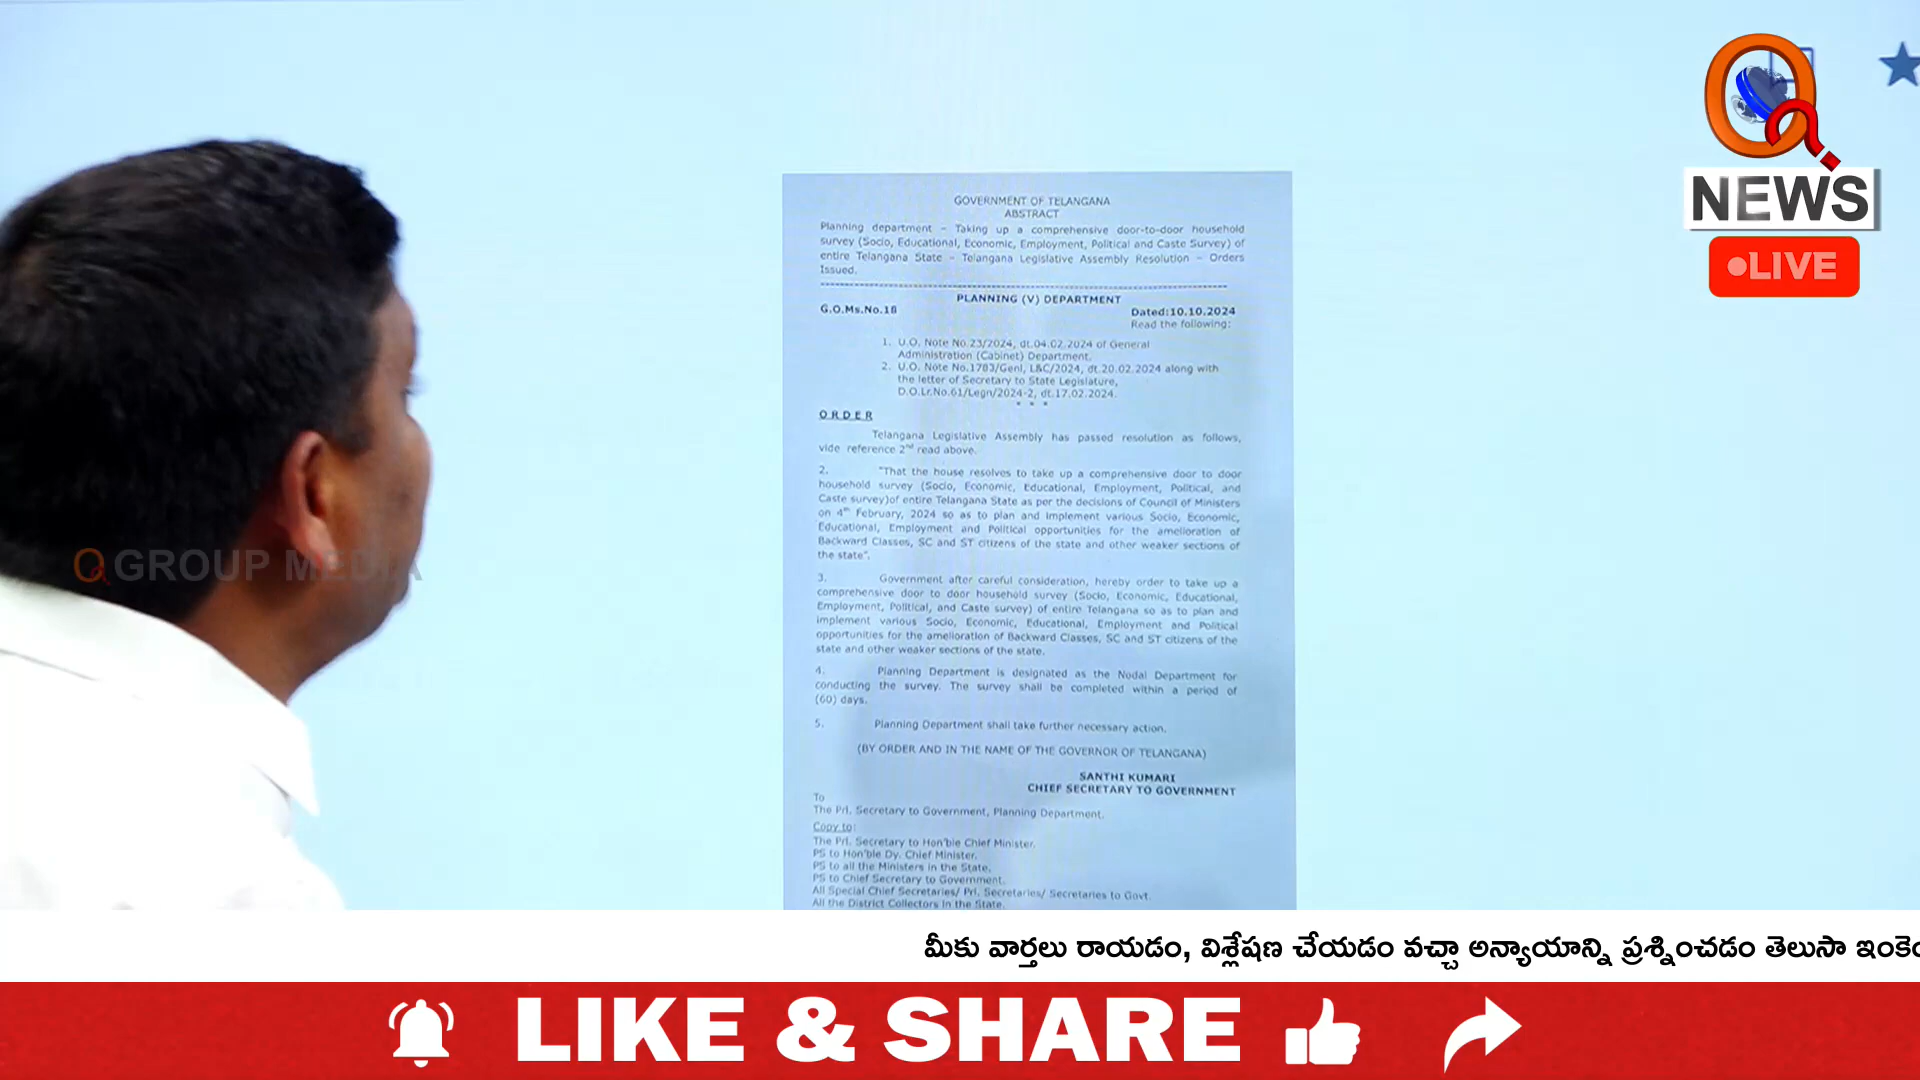 NEWS
LIVE
GOVERNMENT OF TELANGANA
ABSTRACT
Planning department – Taking up a comprehensive door-to-door household
survey (Socio, Educational, Economic, Employment, Political and Caste Survey) of
entire Telangana State – Telangana Legislative Assembly Resolution – Orders
Issued.
PLANNING (V) DEPARTMENT
G.O.Ms.No.18
Dated:10.10.2024
Read the following:
1. U.O. Note No.23/2024, dt.04.02.2024 of General
Administration (Cabinet) Department.
2. U.O. Note No.1783/Genl, L&C/2024, dt.20.02.2024 along with
the letter of Secretary to State Legislature,
D.O.Lr.No.61/Legn/2024-2, dt.17.02.2024.
* * *
ORDER
Telangana Legislative Assembly has passed resolution as follows,
vide reference 2nd read above.
2. "That the house resolves to take up a comprehensive door to door
household survey (Socio, Economic, Educational, Employment, Political, and
Caste survey)of entire Telangana State as per the decisions of Council of Ministers
on 4th February, 2024 so as to plan and implement various Socio, Economic,
Educational, Employment and Political opportunities for the amelioration of
Backward Classes, SC and ST citizens of the state and other weaker sections of
the state".
3. Government after careful consideration, hereby order to take up a
comprehensive door to door household survey (Socio, Economic, Educational,
Employment, Political, and Caste survey) of entire Telangana so as to plan and
implement various Socio, Economic, Educational, Employment and Political
opportunities for the amelioration of Backward Classes, SC and ST citizens of the
state and other weaker sections of the state.
4. Planning Department is designated as the Nodal Department for
conducting the survey. The survey shall be completed within a period of
(60) days.
5. Planning Department shall take further necessary action.
(BY ORDER AND IN THE NAME OF THE GOVERNOR OF TELANGANA)
SANTHI KUMARI
CHIEF SECRETARY TO GOVERNMENT
To
The Prl. Secretary to Government, Planning Department.
Copy to:
The Prl. Secretary to Hon'ble Chief Minister.
PS to Hon'ble Dy. Chief Minister.
PS to all the Ministers in the State.
PS to Chief Secretary to Government.
All Special Chief Secretaries/ Prl. Secretaries/ Secretaries to Govt.
All the District Collectors in the State.
Q GROUP MEDIA
మీకు వార్తలు రాయడం, విశ్లేషణ చేయడం వచ్చా అన్యాయాన్ని ప్రశ్నించడం తెలుసా
LIKE & SHARE